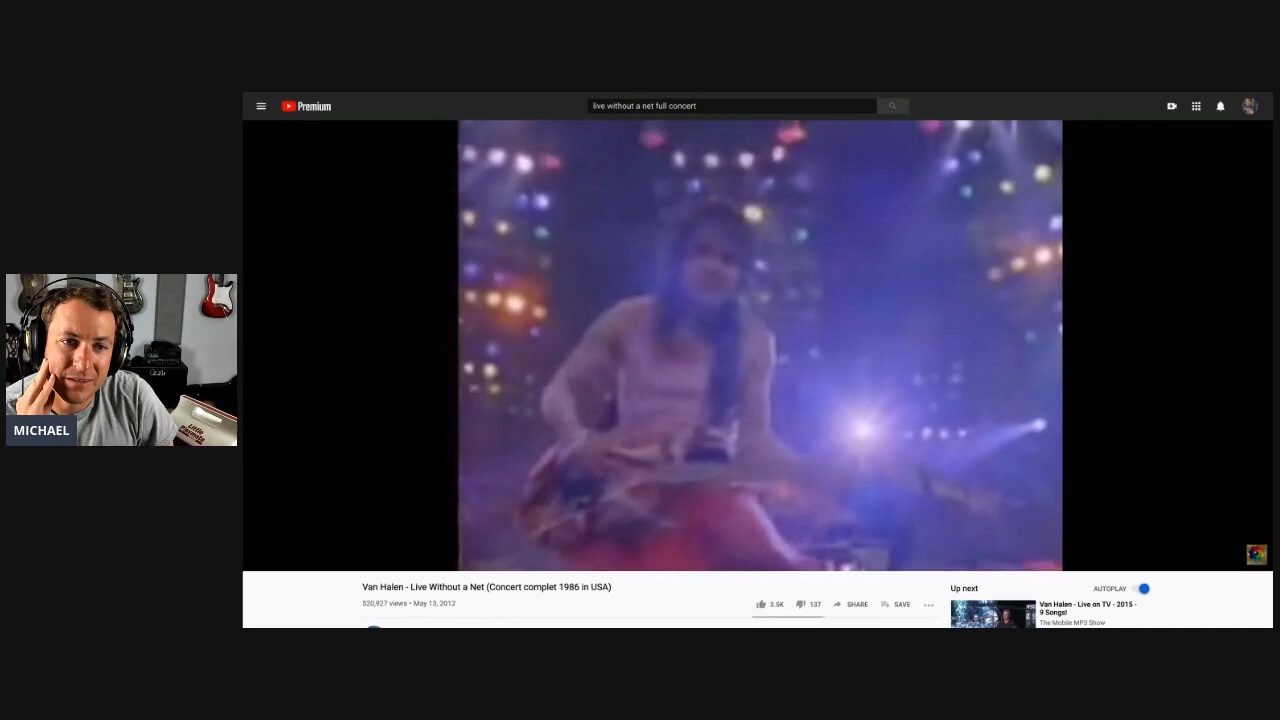 Premium
live without a net full concert
MICHAEL
Van Halen - Live Without a Net (Concert complet 1986 in USA)
520,927 views • May 13, 2012
3.5K
137
SHARE
SAVE
Up next
AUTOPLAY
Van Halen - Live on TV - 2015 -
9 Songs!
The Mobile MP3 Show